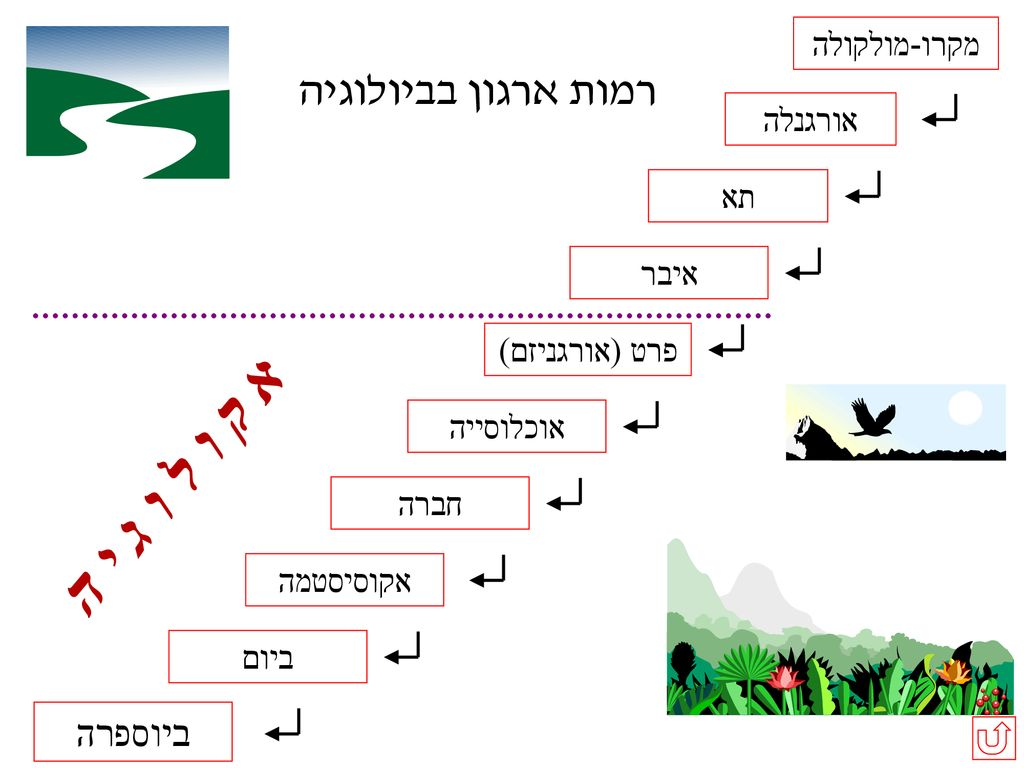 רמות ארגון בביולוגיה
מקרו-מולקולה
אורגנלה
תא
איבר
פרט (אורגניזם)
אוכלוסייה
חברה
אקוסיסטמה
ביום
ביוספרה
אקולוגיה